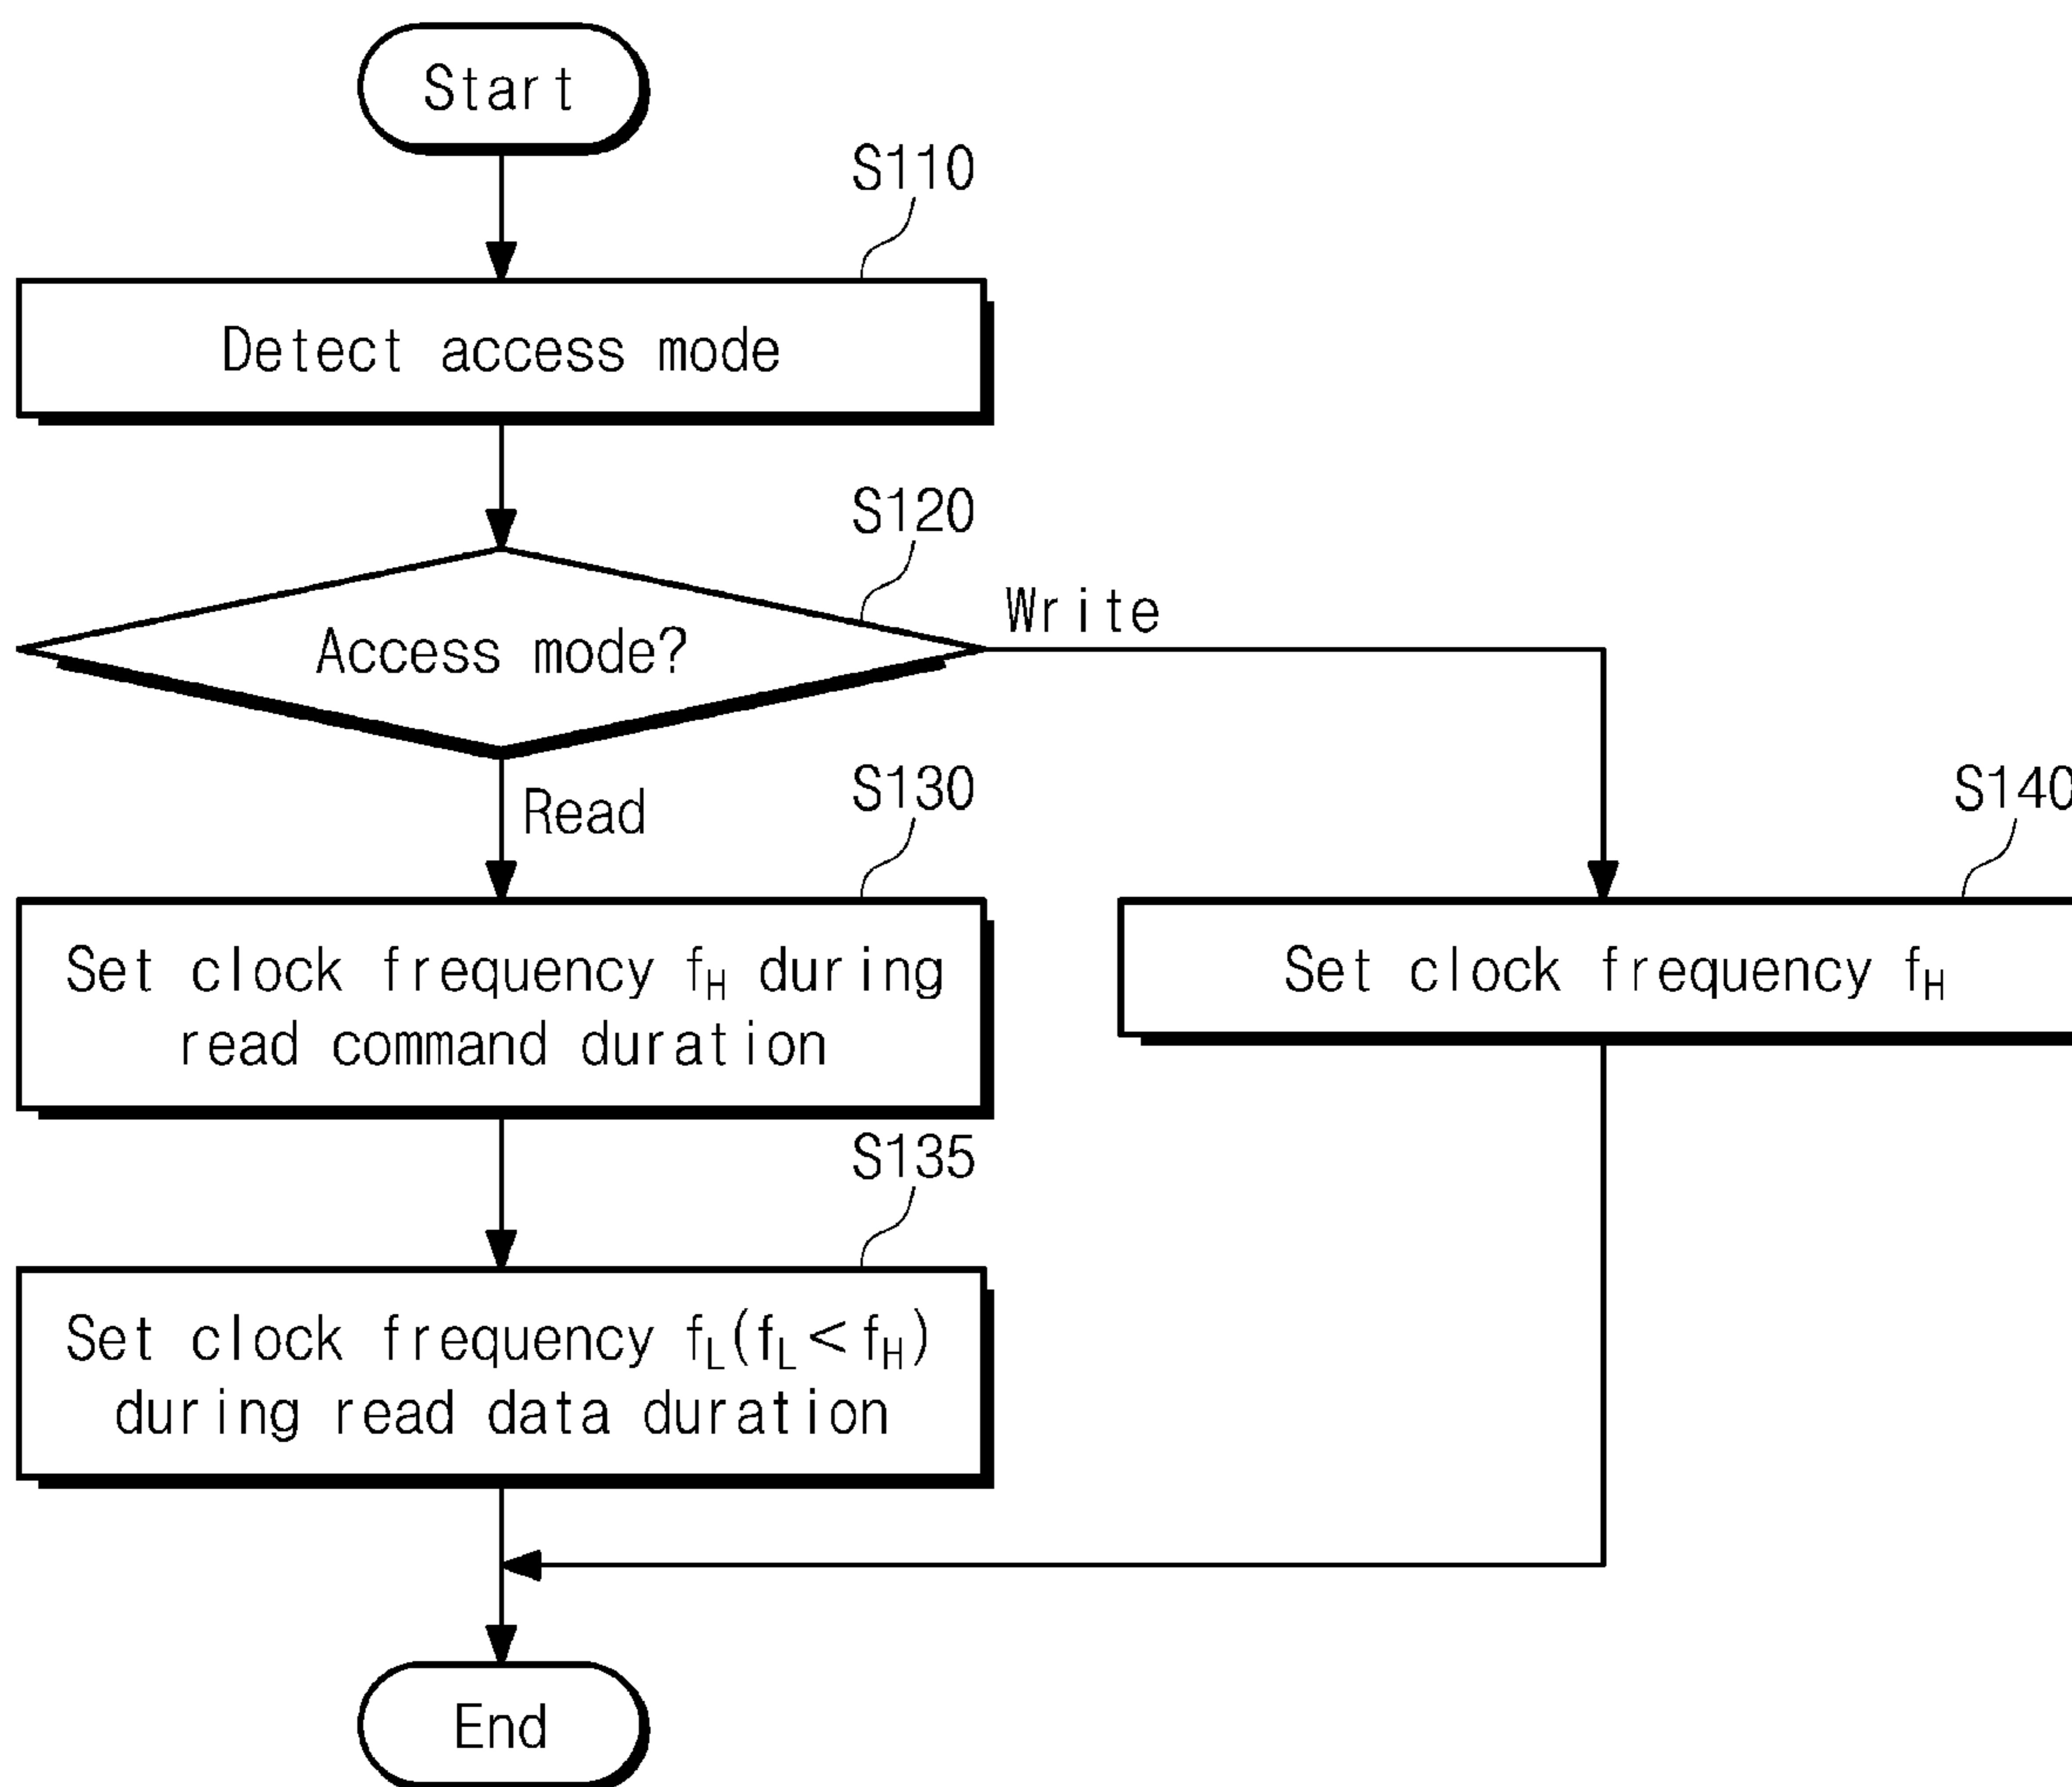 Start
S110
Detect access mode
S120
Access mode?
Write
Read
S130
S140
Set clock frequency fH during
read command duration
Set clock frequency fH
S135
Set clock frequency fL(fL<fH)
during read data duration
End